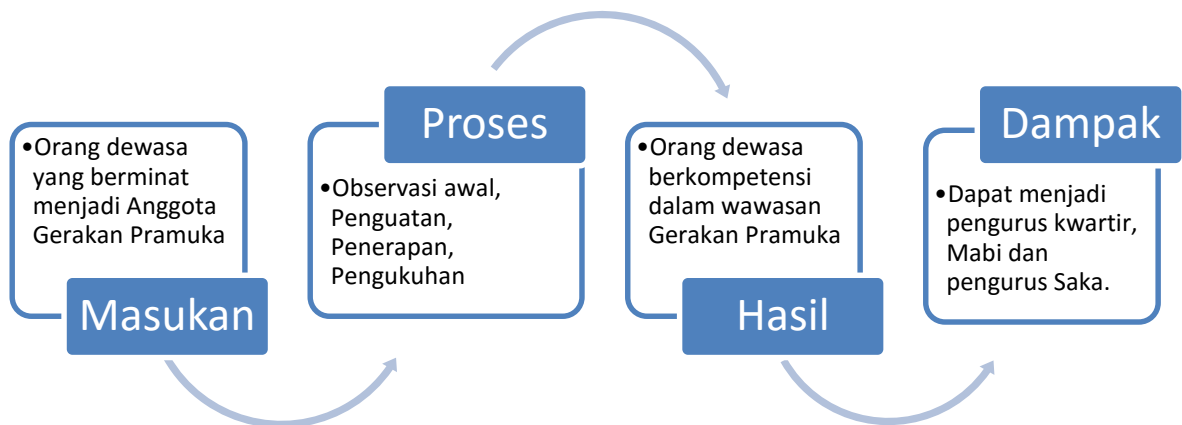 •Orang dewasa
yang berminat
menjadi Anggota
Gerakan Pramuka
Masukan
Proses
•Observasi awal,
Penguatan,
Penerapan,
Pengukuhan
•Orang dewasa
berkompetensi
dalam wawasan
Gerakan Pramuka
Hasil
Dampak
•Dapat menjadi
pengurus kwartir,
Mabi dan
pengurus Saka.